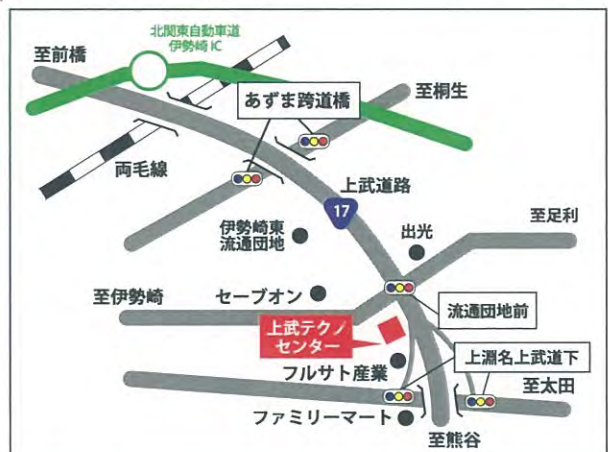 北関東自動車道
伊勢崎 IC
至前橋
あずま跨道橋
至桐生
両毛線
上武道路
17
伊勢崎東
流通団地
出光
至足利
至伊勢崎
セーブオン
流通団地前
上武テクノ
センター
フルサト産業
上淵名上武道下
至太田
ファミリーマート
至熊谷